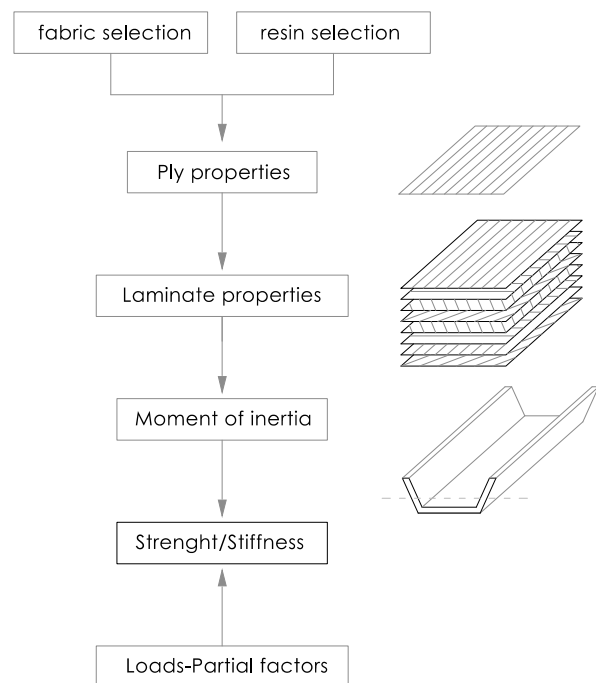 fabric selection
resin selection
Ply properties
Laminate properties
Moment of inertia
Strenght/Stiffness
Loads-Partial factors